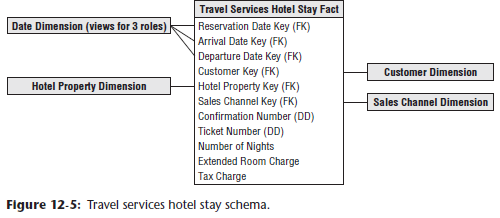 Travel Services Hotel Stay Fact
Date Dimension (views for 3 roles)
Reservation Date Key (FK)
Arrival Date Key (FK)
Departure Date Key (FK)
Customer Key (FK)
Customer Dimension
Hotel Property Dimension
Hotel Property Key (FK)
Sales Channel Key (FK)
Sales Channel Dimension
Confirmation Number (DD)
Ticket Number (DD)
Number of Nights
Extended Room Charge
Tax Charge
Figure 12-5: Travel services hotel stay schema.